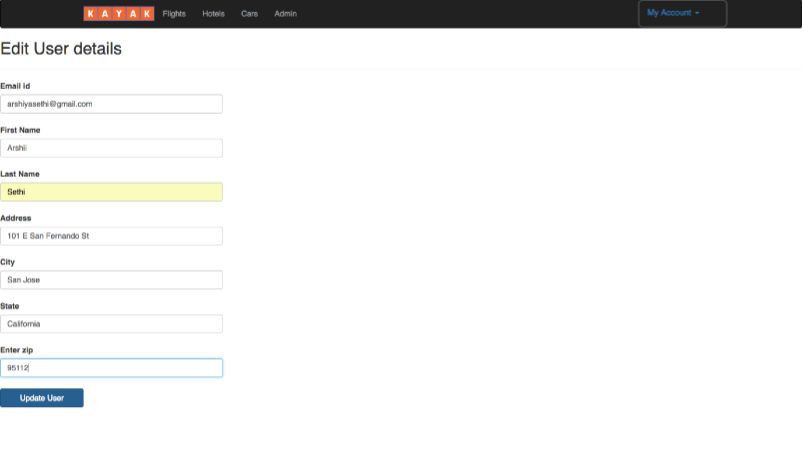 KAYAK Flights Hotels Cars Admin My Account
Edit User details
Email id
arshiyasethi@gmail.com
First Name
Arshii
Last Name
Sethi
Address
101 E San Fernando St
City
San Jose
State
California
Enter zip
95112
Update User